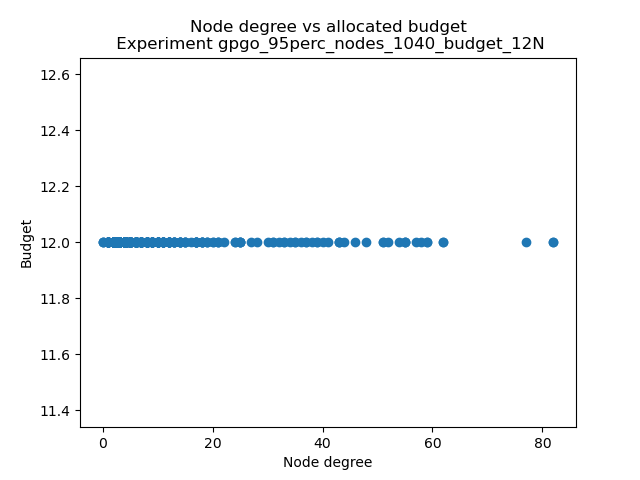 Node degree vs allocated budget
Experiment gpgo_95perc_nodes_1040_budget_12N
12.6
12.4
12.2
12.0
11.8
11.6
11.4
Budget
0 20 40 60 80
Node degree